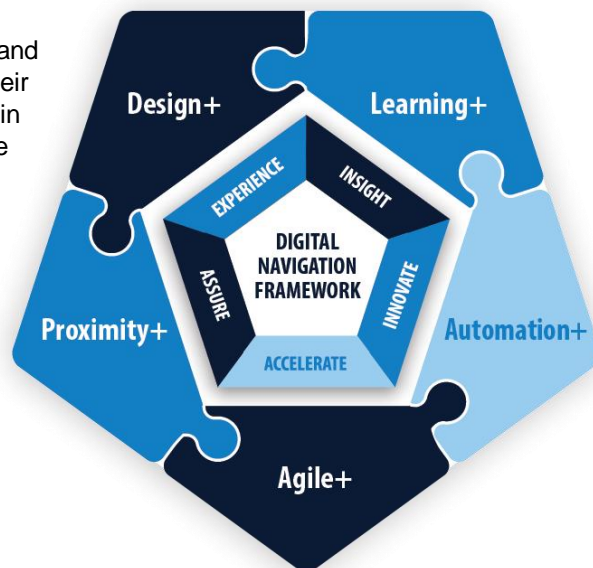 and
eir
in
e
Design+
Learning+
EXPERIENCE
INSIGHT
DIGITAL
NAVIGATION
FRAMEWORK
ASSURE
INNOVATE
Proximity+
Automation+
ACCELERATE
Agile+